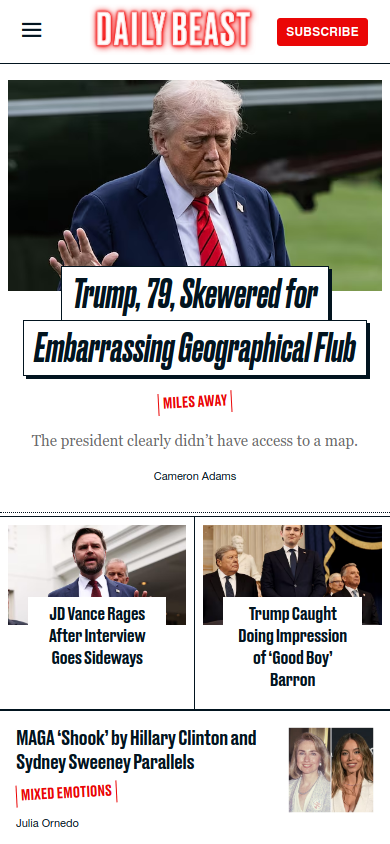 DAILY BEAST
SUBSCRIBE
Trump, 79, Skewered for
Embarrassing Geographical Flub
MILES AWAY
The president clearly didn’t have access to a map.
Cameron Adams
JD Vance Rages
After Interview
Goes Sideways
Trump Caught
Doing Impression
of ‘Good Boy’
Barron
MAGA ‘Shook’ by Hillary Clinton and
Sydney Sweeney Parallels
MIXED EMOTIONS
Julia Ornedo